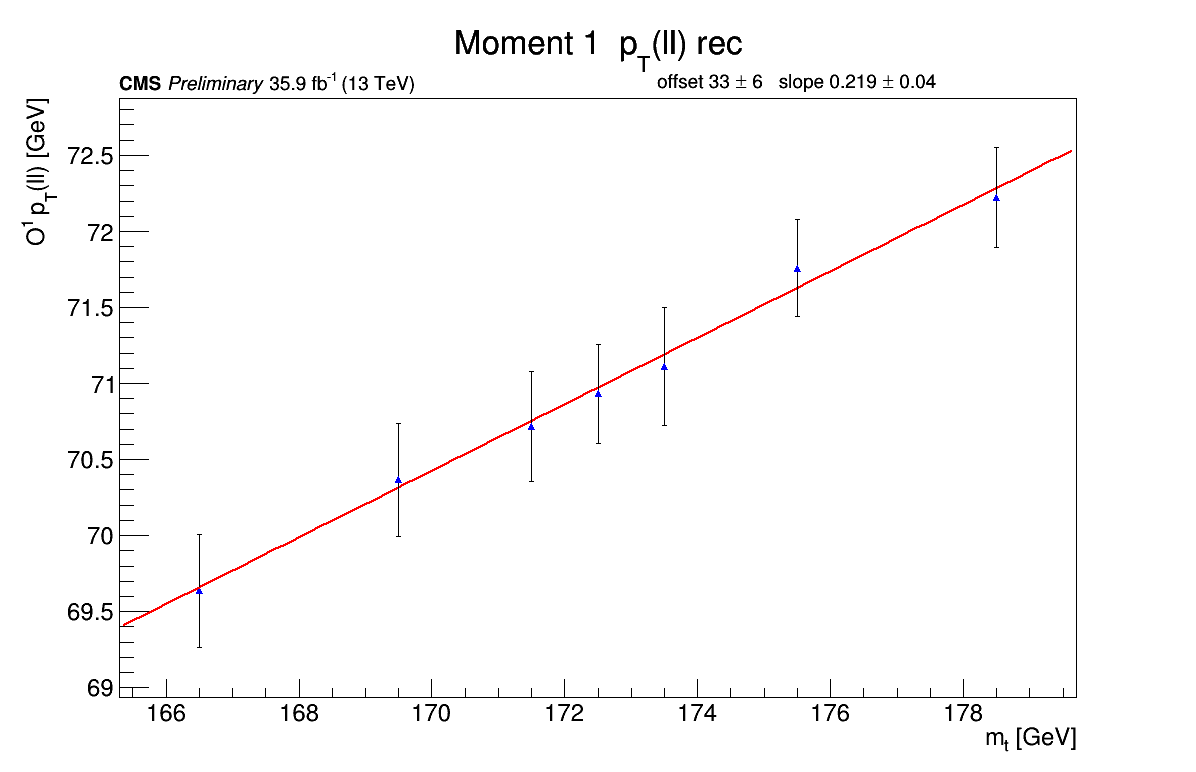 Moment 1 p_T(ll) rec
CMS Preliminary 35.9 fb^-1 (13 TeV) offset 33 ± 6 slope 0.219 ± 0.04
O^1 p_T(ll) [GeV]
72.5
72
71.5
71
70.5
70
69.5
69
166 168 170 172 174 176 178
m_t [GeV]